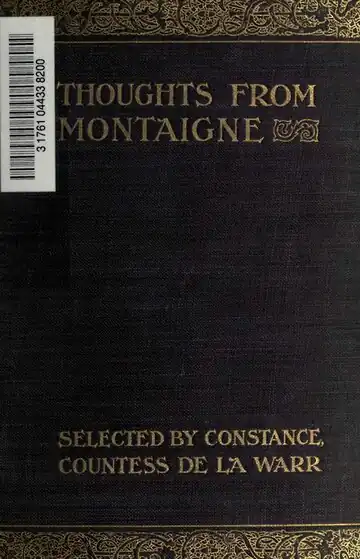 THOUGHTS FROM
MONTAIGNE
SELECTED BY CONSTANCE,
COUNTESS DE LA WARR
3 1761 04433 8200